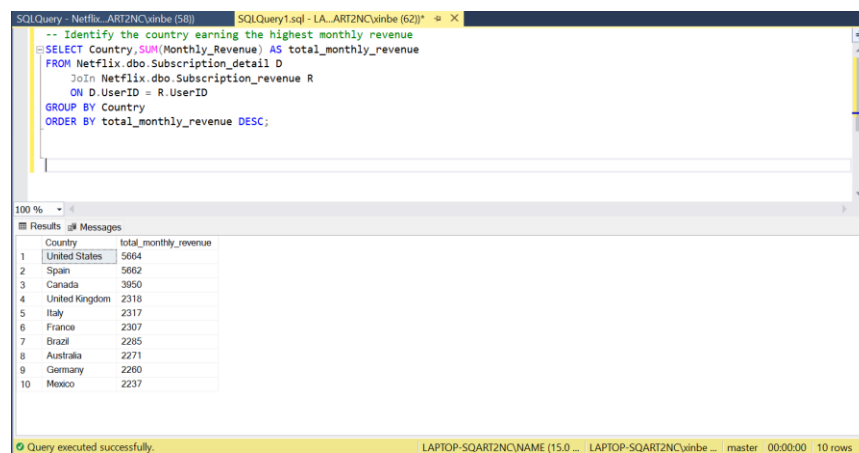 SQLQuery - Netflix...ART2NC\xinbe (58))    SQLQuery1.sql - LA...ART2NC\xinbe (62))*
-- Identify the country earning the highest monthly revenue
SELECT Country,SUM(Monthly_Revenue) AS total_monthly_revenue
FROM Netflix.dbo.Subscription_detail D
JoIn Netflix.dbo.Subscription_revenue R
ON D.UserID = R.UserID
GROUP BY Country
ORDER BY total_monthly_revenue DESC;
100 %
Results Messages
Country total_monthly_revenue
1 United States 5664
2 Spain 5662
3 Canada 3950
4 United Kingdom 2318
5 Italy 2317
6 France 2307
7 Brazil 2285
8 Australia 2271
9 Germany 2260
10 Mexico 2237
Query executed successfully. LAPTOP-SQART2NC\NAME (15.0 ... LAPTOP-SQART2NC\xinbe ... master 00:00:00 10 rows